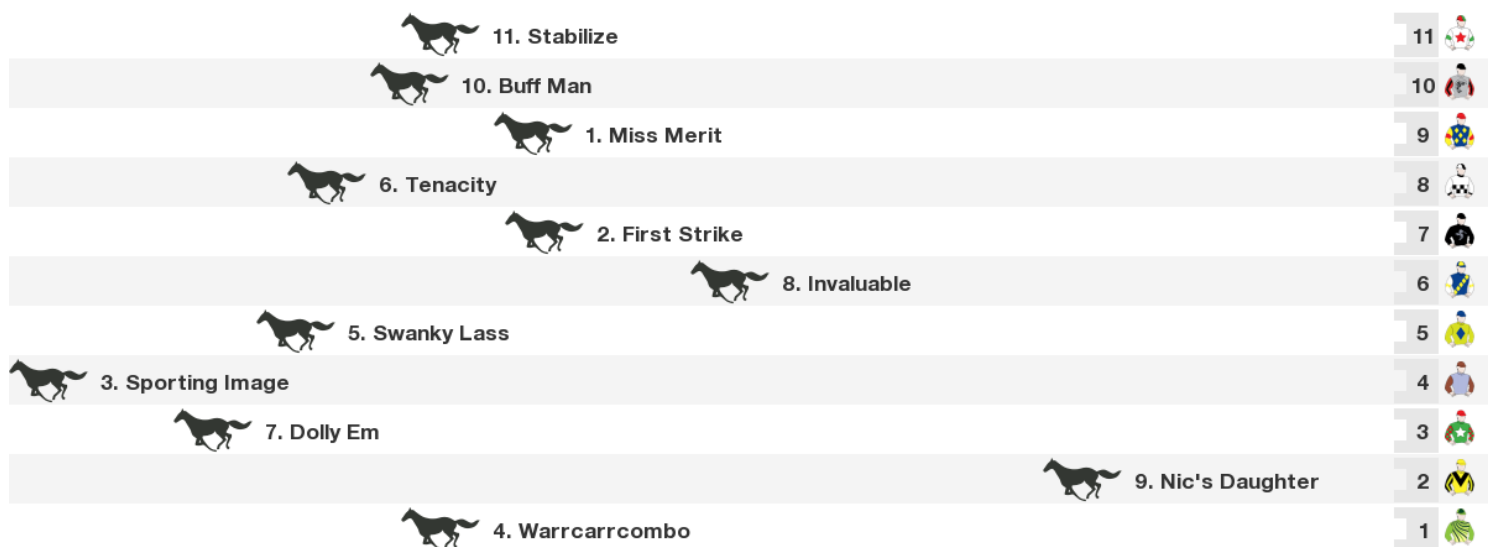 11. Stabilize 11
10. Buff Man 10
1. Miss Merit 9
6. Tenacity 8
2. First Strike 7
8. Invaluable 6
5. Swanky Lass 5
3. Sporting Image 4
7. Dolly Em 3
9. Nic's Daughter 2
4. Warrcarrcombo 1